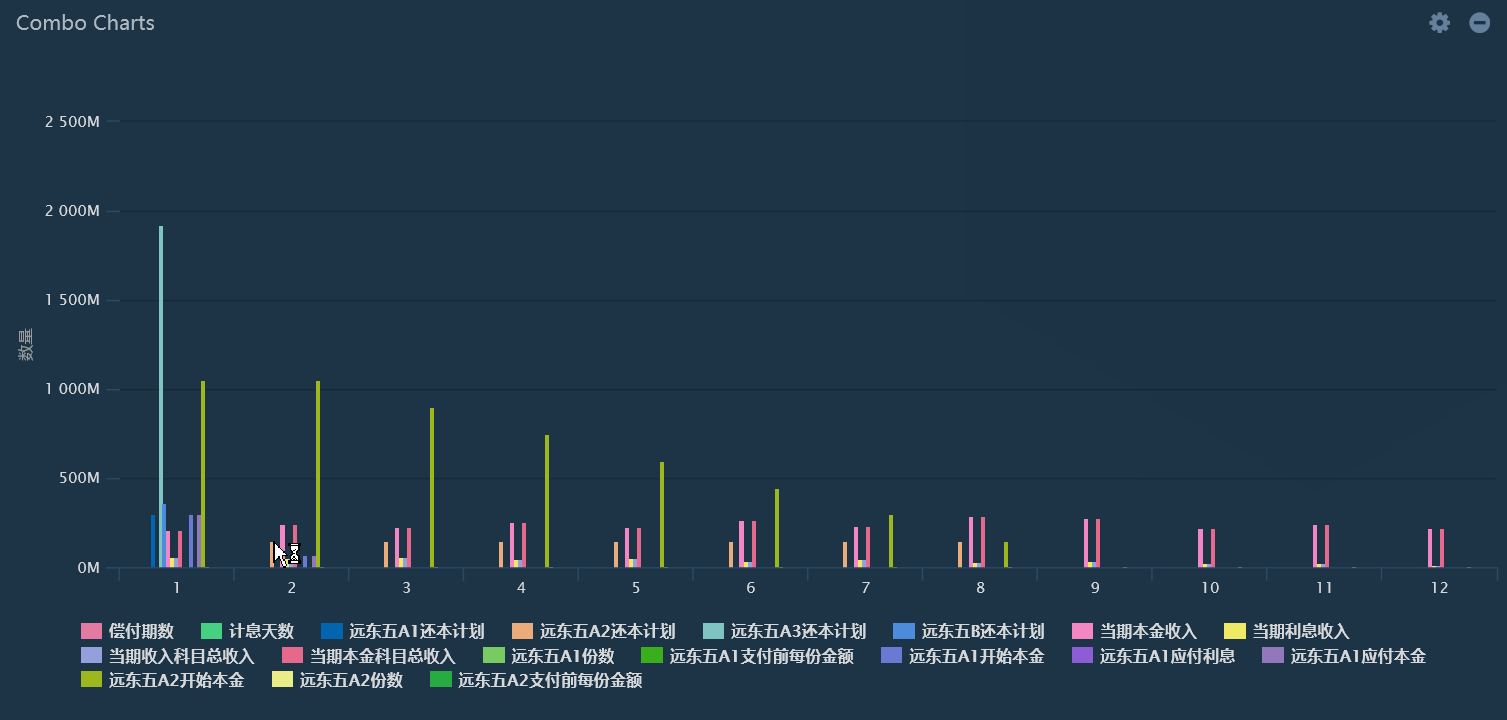 Combo Charts
2 500M
2 000M
1 500M
1 000M
500M
0M
数量
1 2 3 4 5 6 7 8 9 10 11 12
偿付期数 计息天数 远东五A1还本计划 远东五A2还本计划 远东五A3还本计划 远东五B还本计划 当期本金收入 当期利息收入
当期收入科目总收入 当期本金科目总收入 远东五A1份数 远东五A1支付前每份金额 远东五A1开始本金 远东五A1应付利息 远东五A1应付本金
远东五A2开始本金 远东五A2份数 远东五A2支付前每份金额